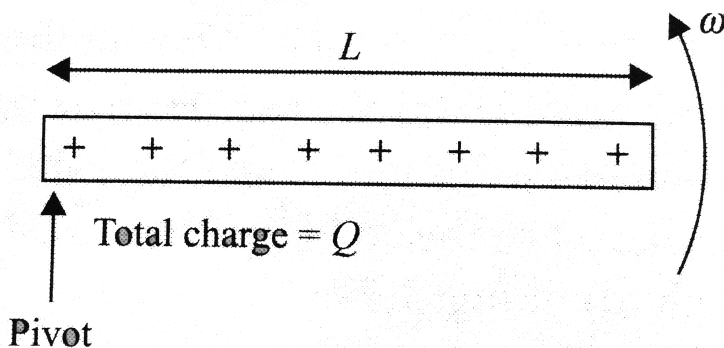 L
ω
+ + + + + + + +
Total charge = Q
Pivot